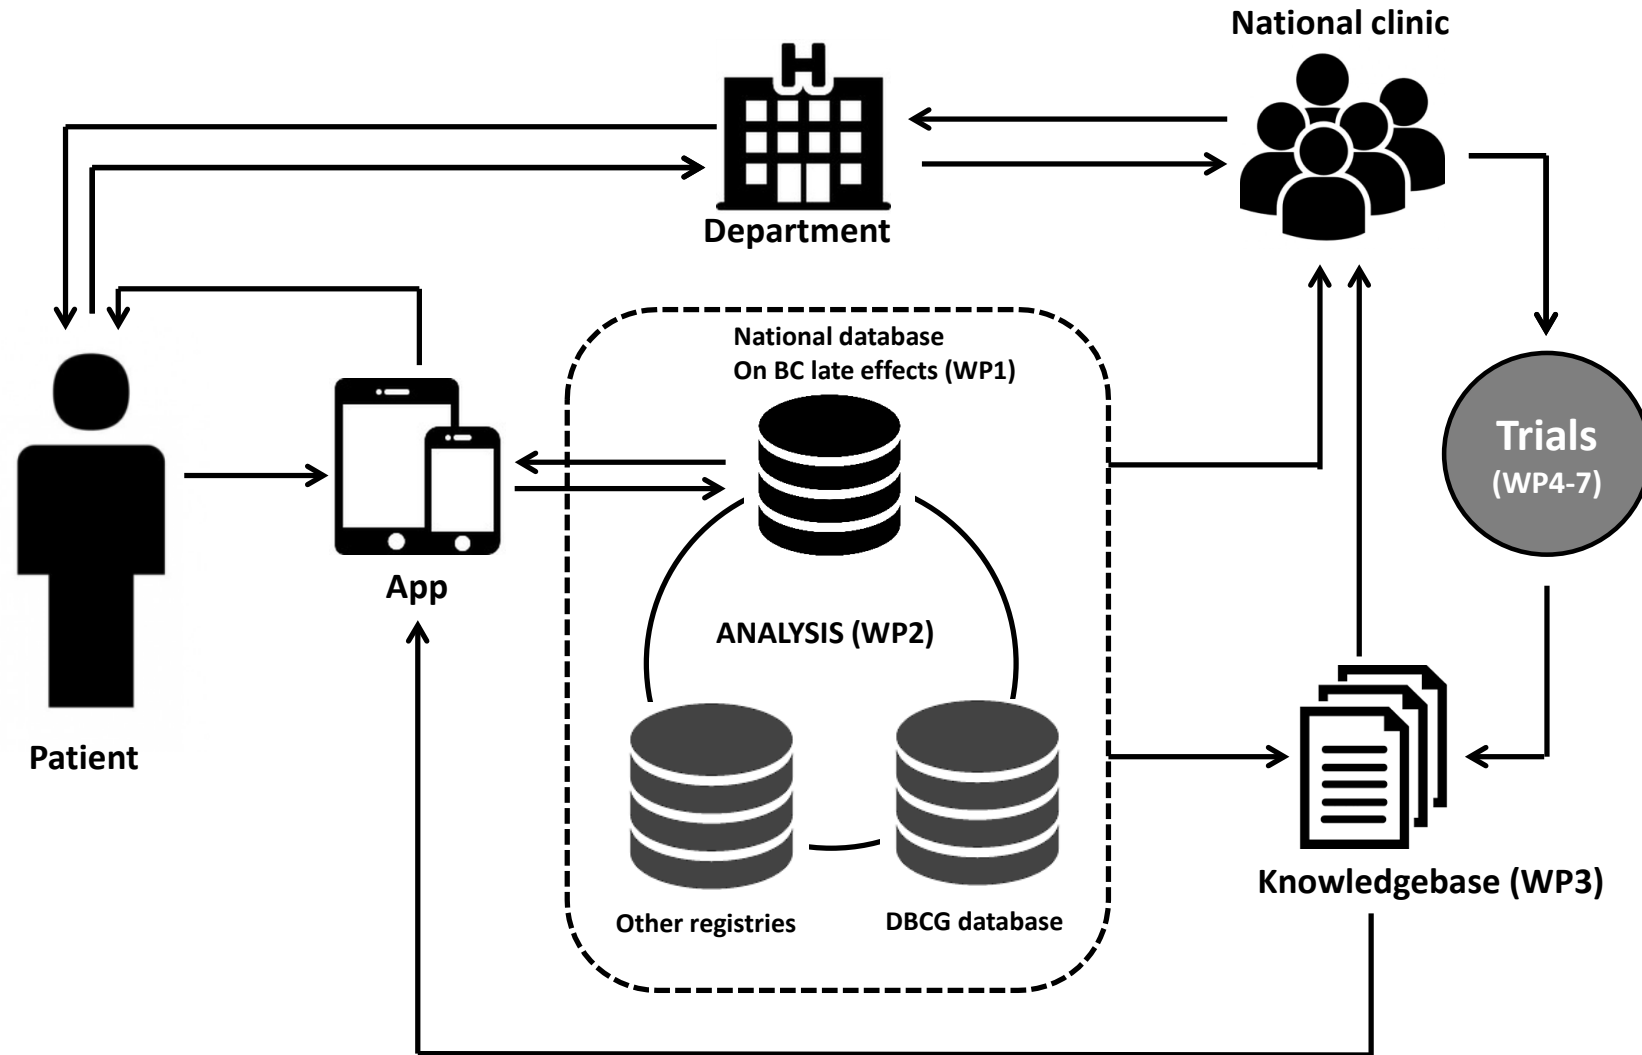 National clinic
Department
National database
On BC late effects (WP1)
Trials
(WP4-7)
App
ANALYSIS (WP2)
Patient
Knowledgebase (WP3)
Other registries
DBCG database